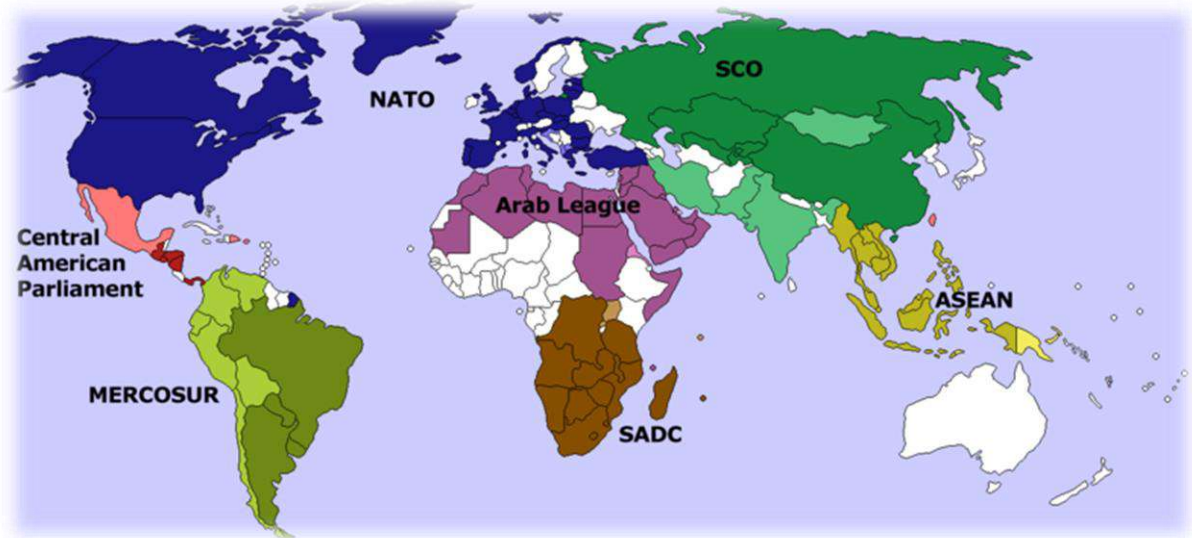 SCO
NATO
Arab League
Central
American
Parliament
ASEAN
MERCOSUR
SADC